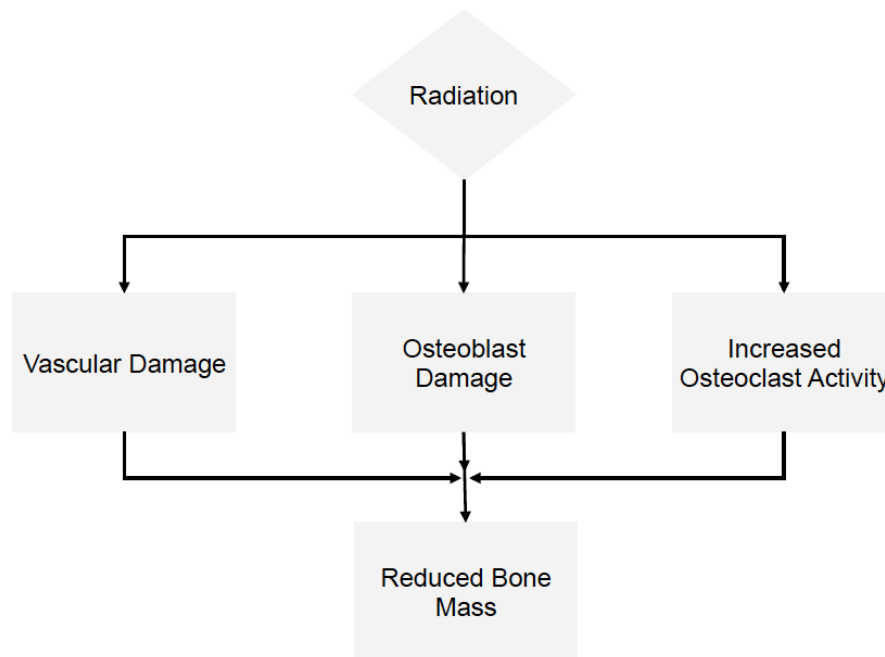 Radiation
Vascular Damage
Osteoblast
Damage
Increased
Osteoclast Activity
Reduced Bone
Mass